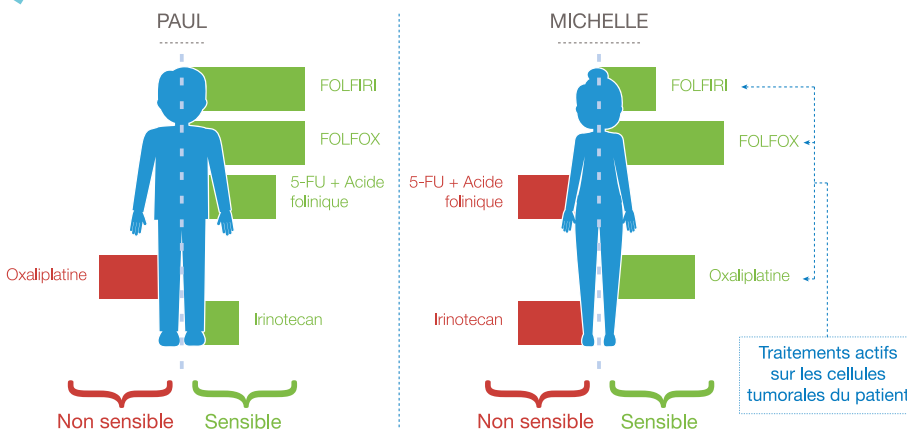 PAUL
FOLFIRI
FOLFOX
5-FU + Acide
folinique
Oxaliplatine
Irinotecan
Non sensible
Sensible
MICHELLE
FOLFIRI
FOLFOX
5-FU + Acide
folinique
Oxaliplatine
Irinotecan
Non sensible
Sensible
Traitements actifs
sur les cellules
tumorales du patient